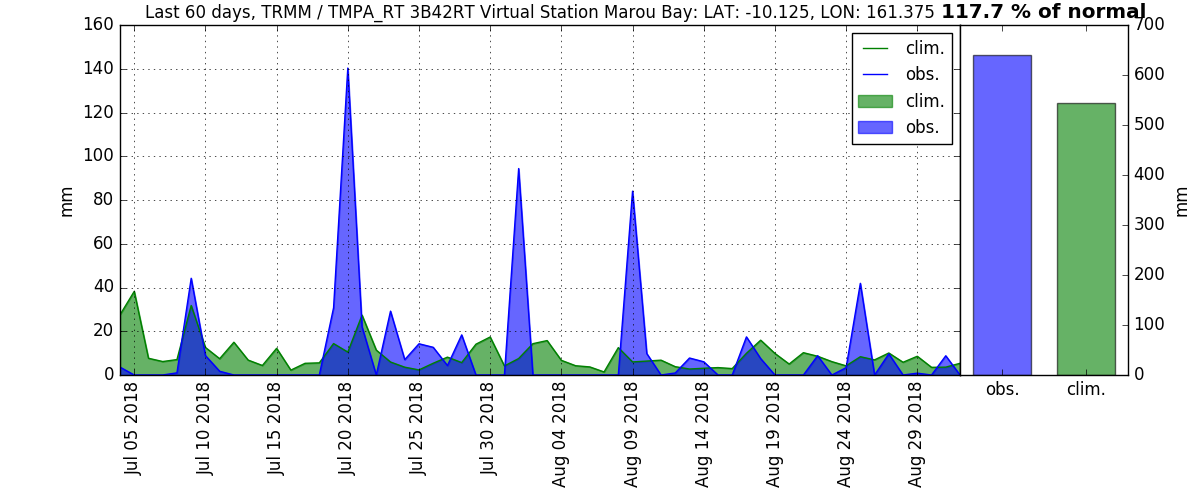 Last 60 days, TRMM / TMPA_RT 3B42RT Virtual Station Marou Bay: LAT: -10.125, LON: 161.375 117.7 % of normal
160
140
120
100
80
60
40
20
0
mm
clim.
obs.
clim.
obs.
Jul 05 2018
Jul 10 2018
Jul 15 2018
Jul 20 2018
Jul 25 2018
Jul 30 2018
Aug 04 2018
Aug 09 2018
Aug 14 2018
Aug 19 2018
Aug 24 2018
Aug 29 2018
700
600
500
400
300
200
100
0
mm
obs.
clim.